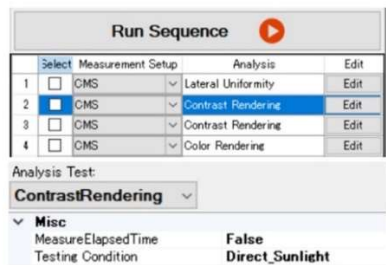 Run Sequence
Select Measurement Setup Analysis Edit
1 CMS Lateral Uniformity Edit
2 CMS Contrast Rendering Edit
3 CMS Contrast Rendering Edit
4 CMS Color Rendering Edit
Analysis Test:
ContrastRendering
Misc
MeasureElapsedTime False
Testing Condition Direct_Sunlight